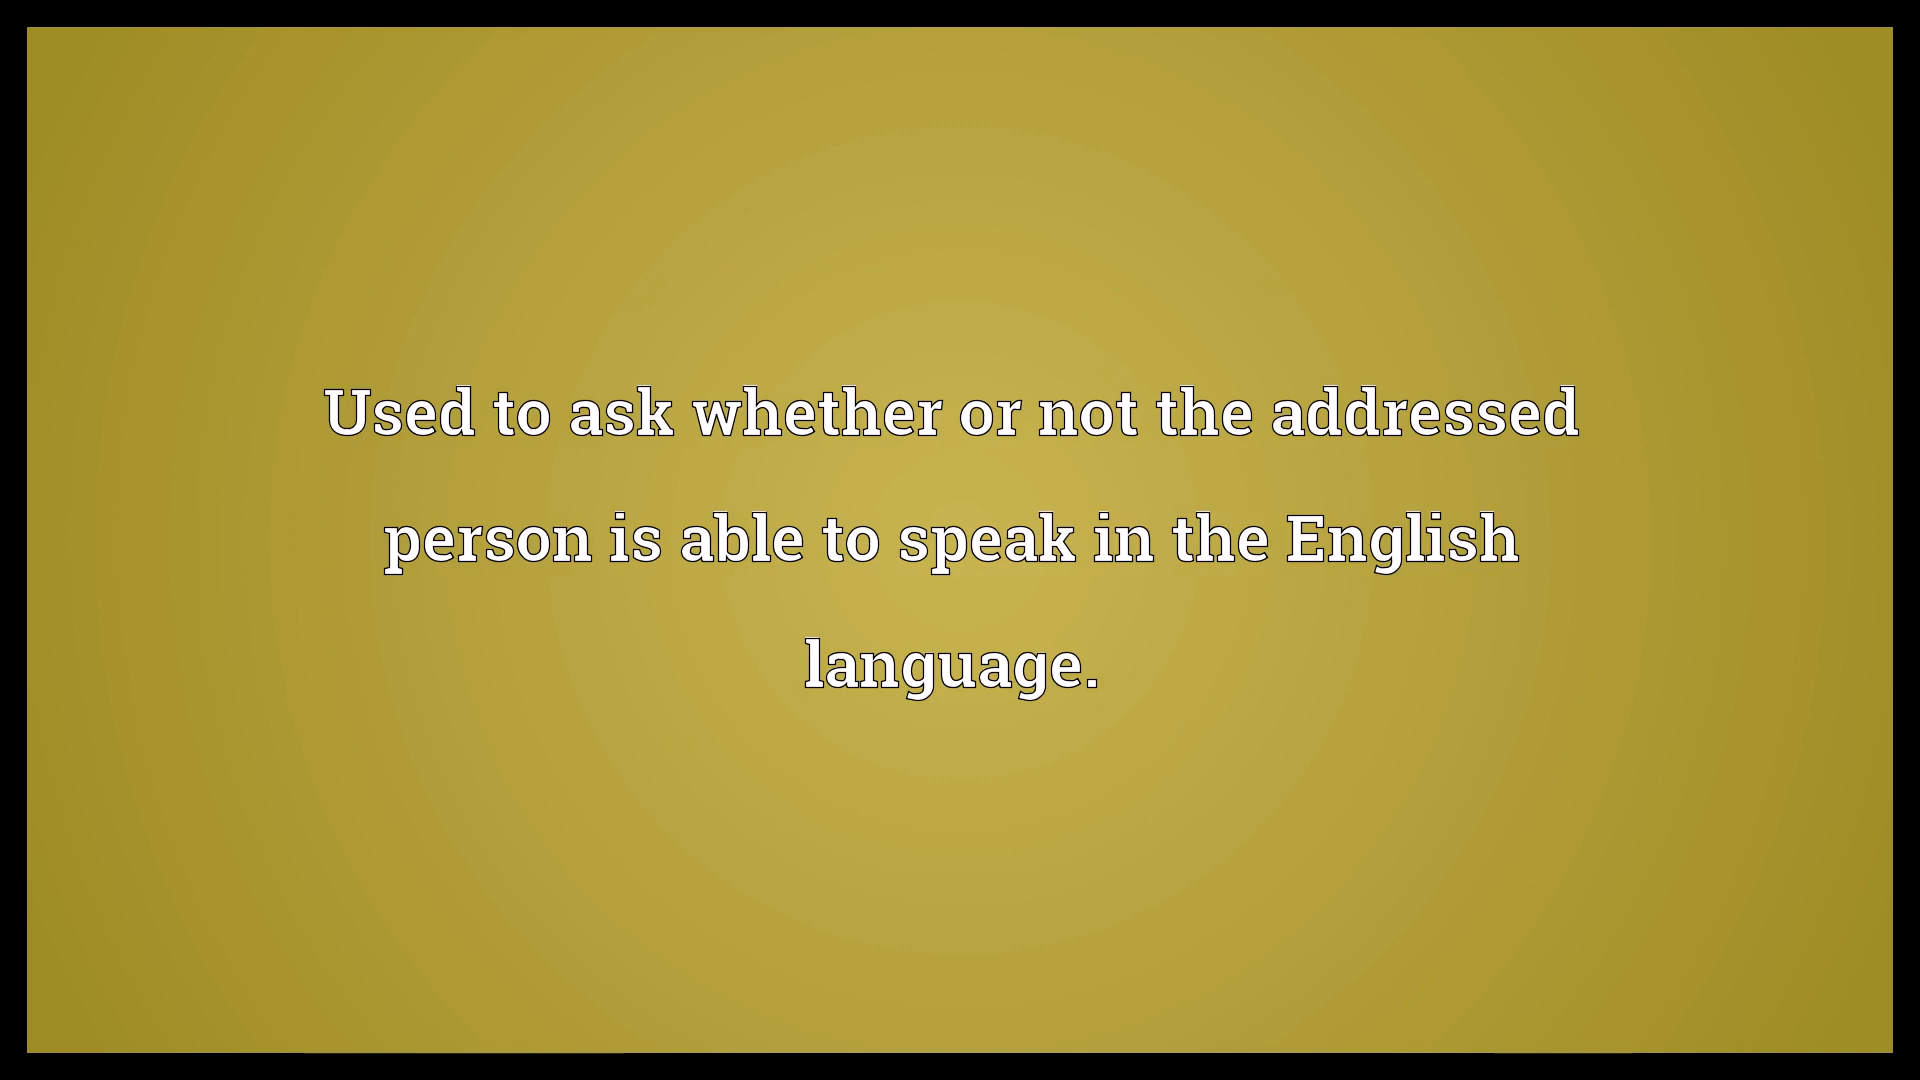 Used to ask whether or not the addressed
person is able to speak in the English
language.